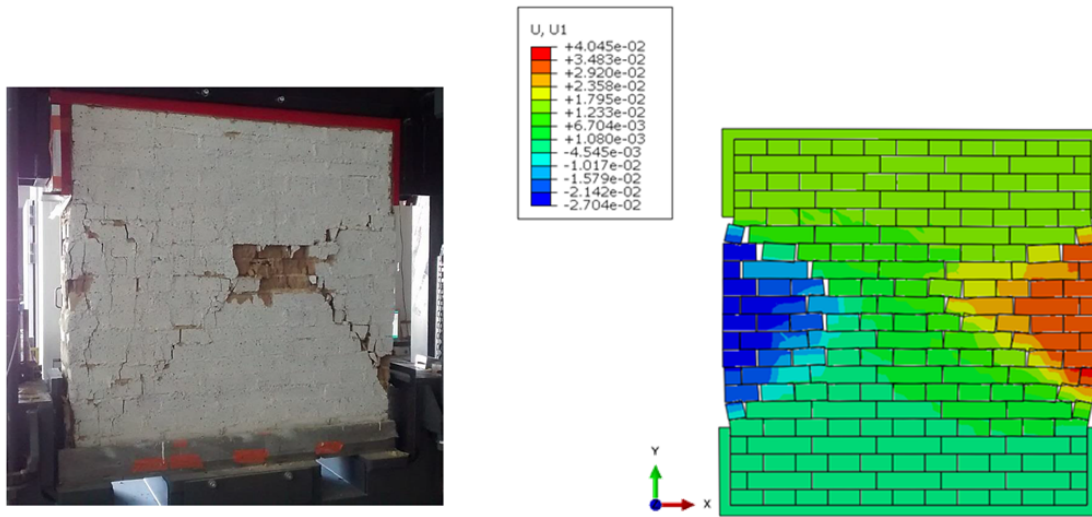 U, U1
+4.045e-02
+3.483e-02
+2.920e-02
+2.358e-02
+1.795e-02
+1.233e-02
+6.704e-03
+1.080e-03
-4.545e-03
-1.017e-02
-1.579e-02
-2.142e-02
-2.704e-02
Y
X